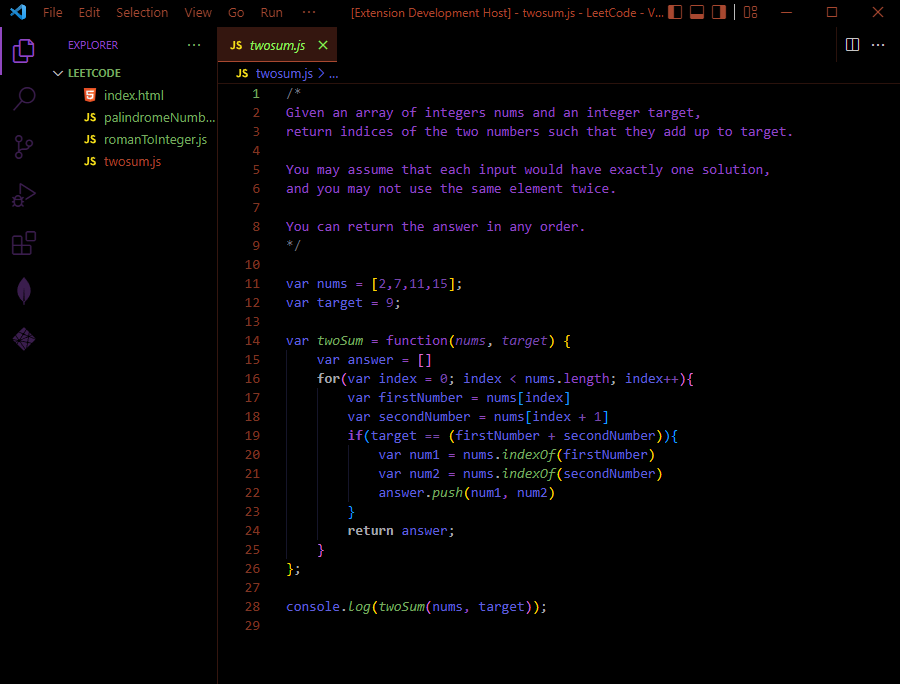 File Edit Selection View Go Run ··· [Extension Development Host] - twosum.js - LeetCode - V...
EXPLORER ···
LEETCODE
index.html
JS palindromeNumb...
JS romanToInteger.js
JS twosum.js
JS twosum.js
JS twosum.js > ...
1 /*
2 Given an array of integers nums and an integer target,
3 return indices of the two numbers such that they add up to target.
4
5 You may assume that each input would have exactly one solution,
6 and you may not use the same element twice.
7
8 You can return the answer in any order.
9 */
10
11 var nums = [2,7,11,15];
12 var target = 9;
13
14 var twoSum = function(nums, target) {
15     var answer = []
16     for(var index = 0; index < nums.length; index++){
17         var firstNumber = nums[index]
18         var secondNumber = nums[index + 1]
19         if(target == (firstNumber + secondNumber)){
20             var num1 = nums.indexOf(firstNumber)
21             var num2 = nums.indexOf(secondNumber)
22             answer.push(num1, num2)
23         }
24         return answer;
25     }
26 };
27
28 console.log(twoSum(nums, target));
29